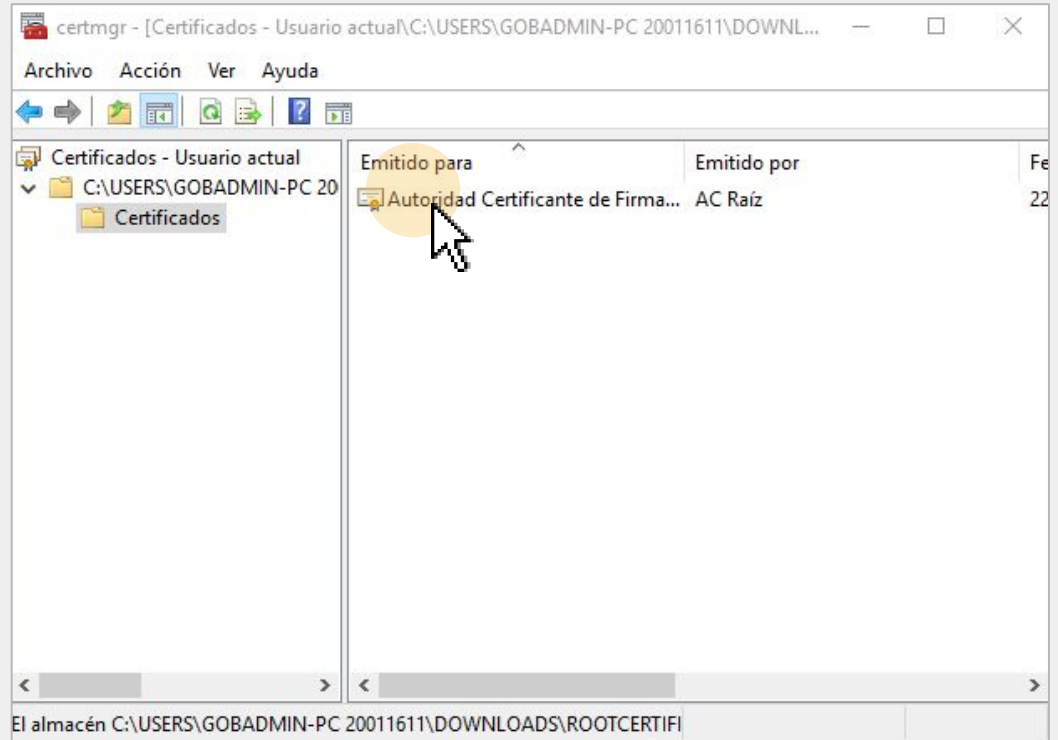 certmgr - [Certificados - Usuario actual\C:\USERS\GOBADMIN-PC 20011611\DOWNL...
Archivo Acción Ver Ayuda
Certificados - Usuario actual
C:\USERS\GOBADMIN-PC 20
Certificados
Emitido para Emitido por Fe
Autoridad Certificante de Firma... AC Raíz 22
El almacén C:\USERS\GOBADMIN-PC 20011611\DOWNLOADS\ROOTCERTIFI